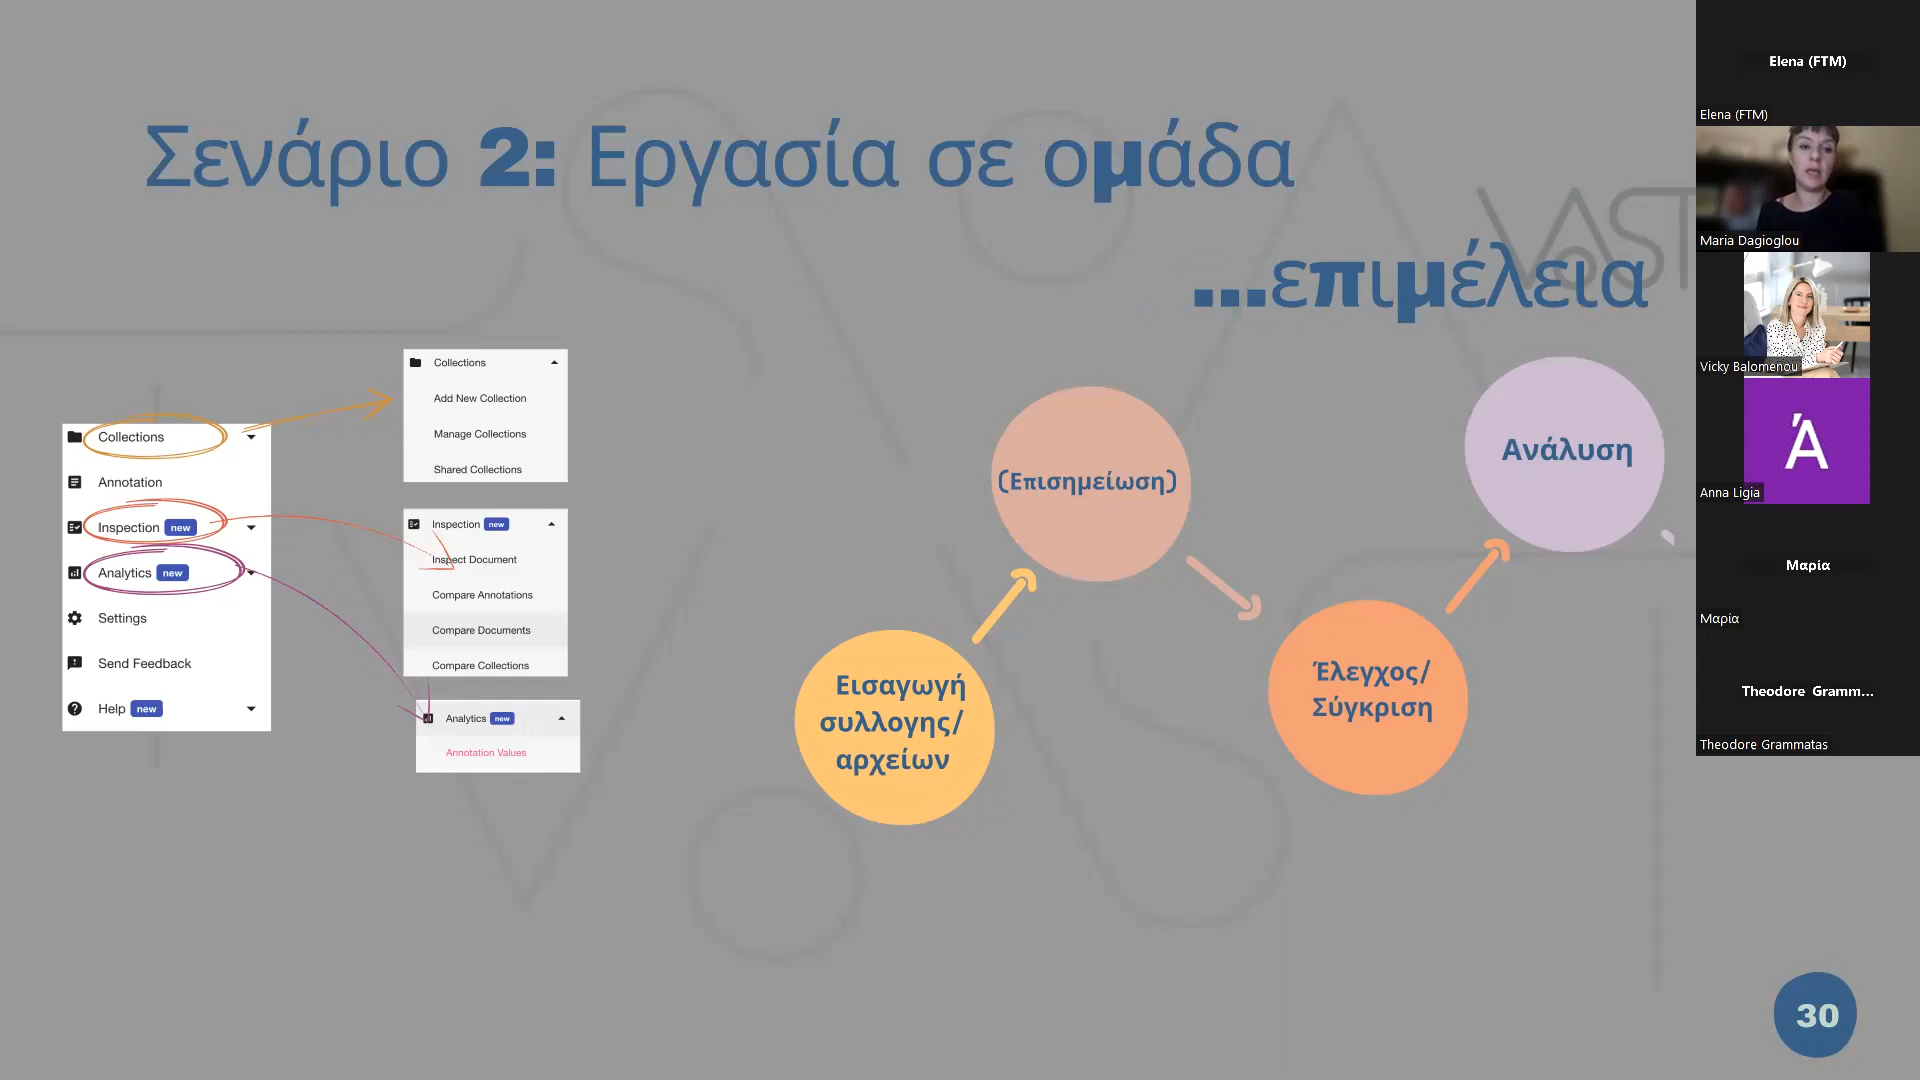 Σενάριο 2: Εργασία σε ομάδα
...επιμέλεια
VAST
Collections
Annotation
Inspection new
Analytics new
Settings
Send Feedback
Help new
Collections
Add New Collection
Manage Collections
Shared Collections
Inspection new
Inspect Document
Compare Annotations
Compare Documents
Compare Collections
Analytics new
Annotation Values
Εισαγωγή
συλλογης/
αρχείων
(Επισημείωση)
Έλεγχος/
Σύγκριση
Ανάλυση
30
Elena (FTM)
Elena (FTM)
Maria Dagioglou
Vicky Balomenou
Ά
Anna Ligia
Μαρία
Μαρία
Theodore Gramm...
Theodore Grammatas